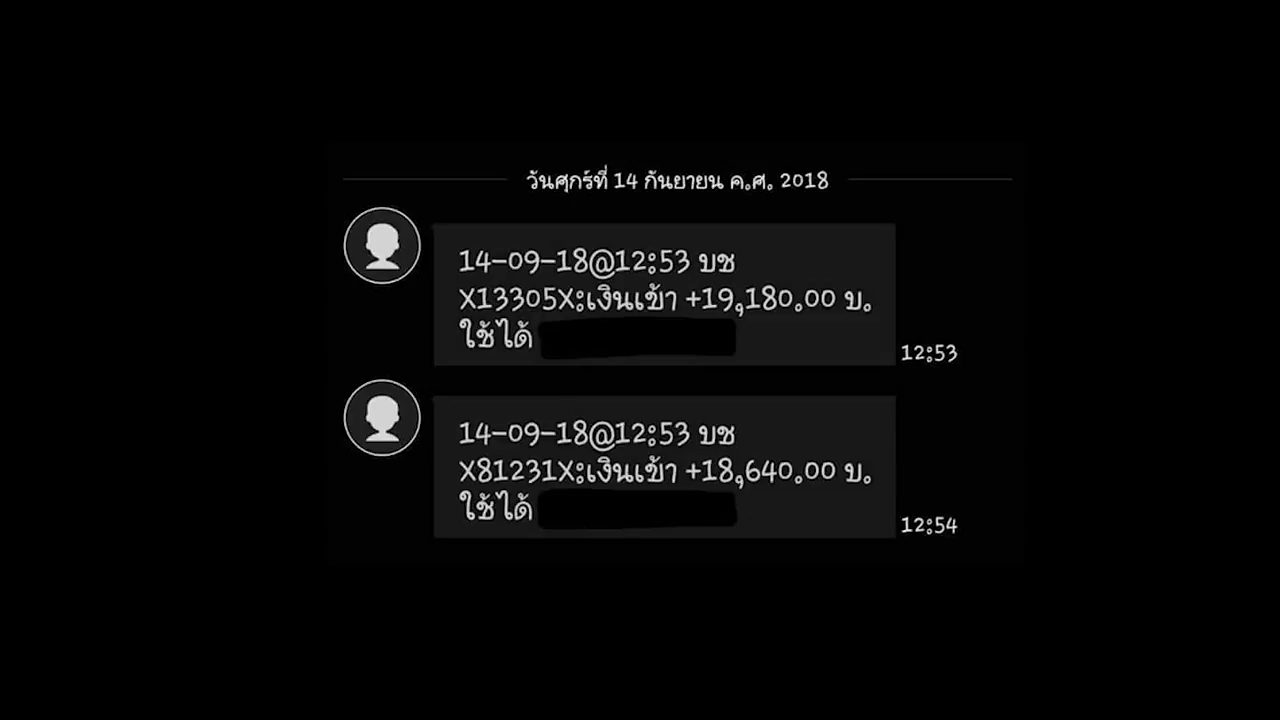 วันศุกร์ที่ 14 กันยายน ค.ศ. 2018
14-09-18@12:53 บช
X13305X:เงินเข้า +19,180.00 บ.
ใช้ได้
12:53
14-09-18@12:53 บช
X81231X:เงินเข้า +18,640.00 บ.
ใช้ได้
12:54